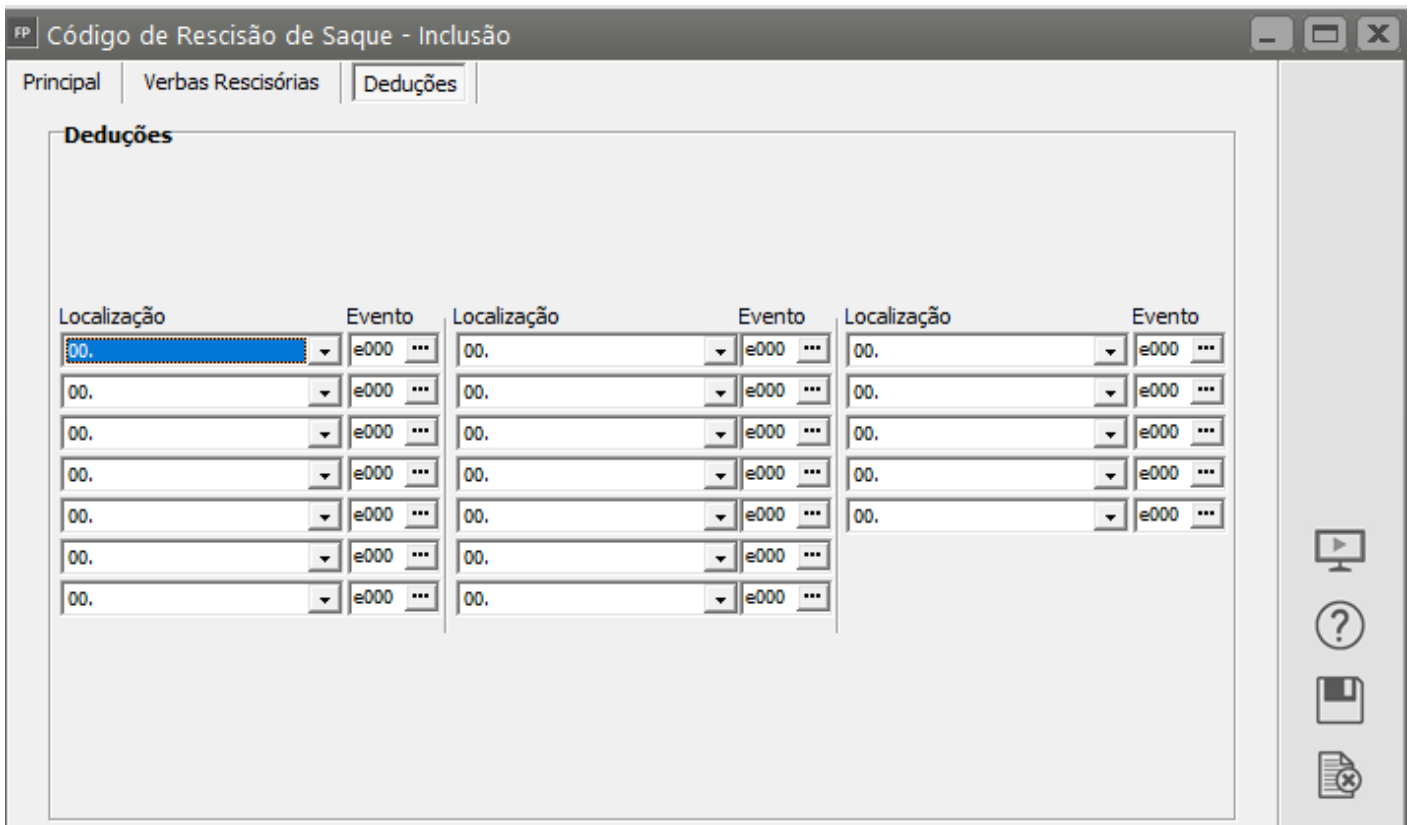 FP Código de Rescisão de Saque - Inclusão
Principal Verbas Rescisórias Deduções
Deduções
Localização Evento Localização Evento Localização Evento
00. e000 ... 00. e000 ... 00. e000 ...
00. e000 ... 00. e000 ... 00. e000 ...
00. e000 ... 00. e000 ... 00. e000 ...
00. e000 ... 00. e000 ... 00. e000 ...
00. e000 ... 00. e000 ... 00. e000 ...
00. e000 ... 00. e000 ...
00. e000 ... 00. e000 ...